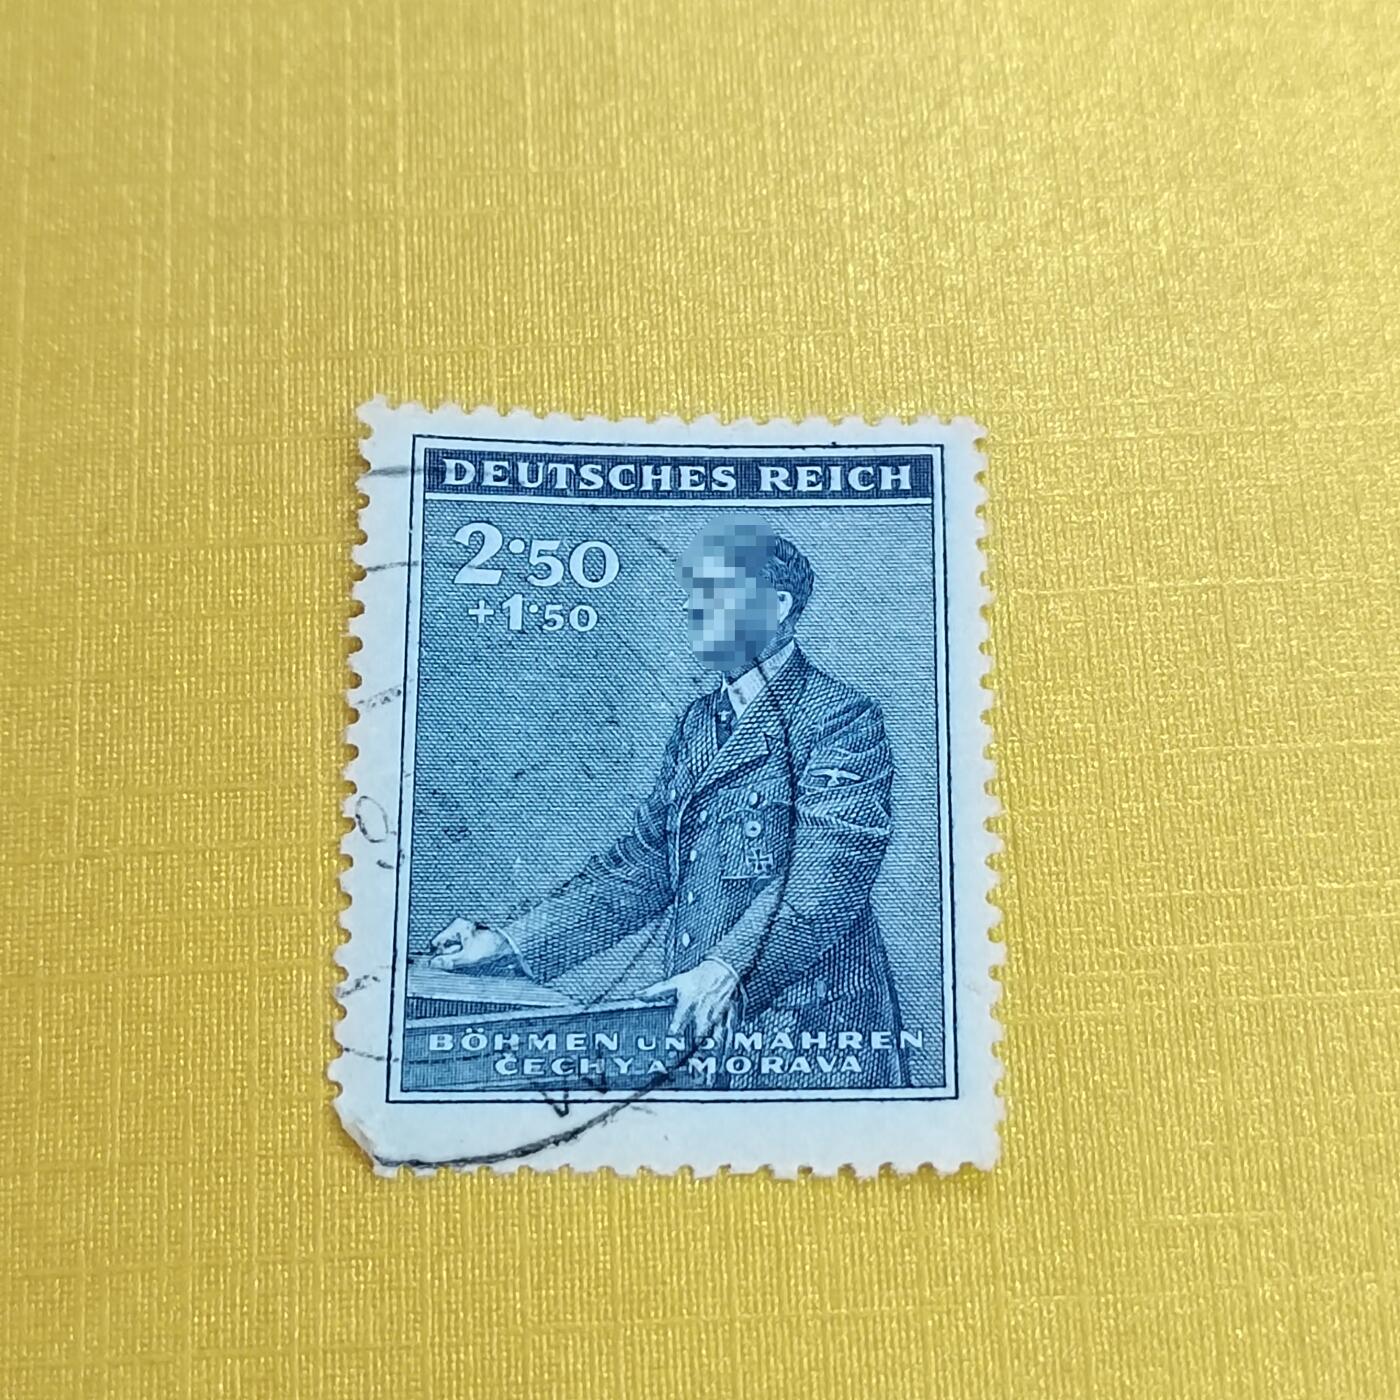 DEUTSCHES REICH
2·50
+1·50
BÖHMEN UND MÄHREN
ČECHY A MORAVA